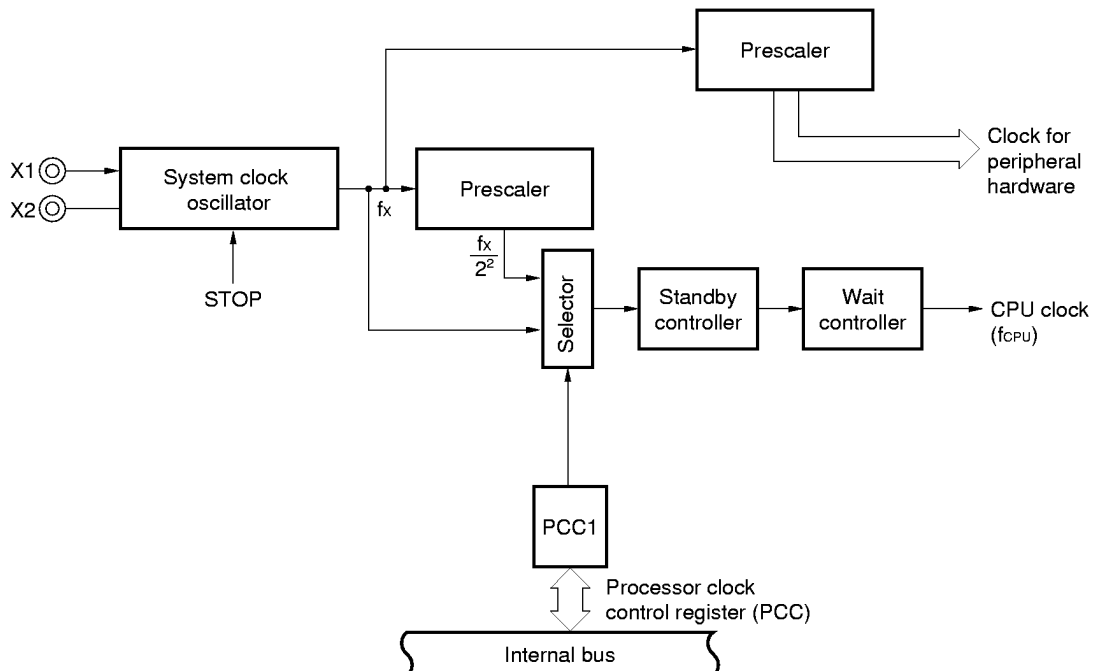 Prescaler
Clock for
peripheral
hardware
X1
X2
System clock
oscillator
fX
Prescaler
STOP
fX
2²
Selector
Standby
controller
Wait
controller
CPU clock
(fCPU)
PCC1
Processor clock
control register (PCC)
Internal bus